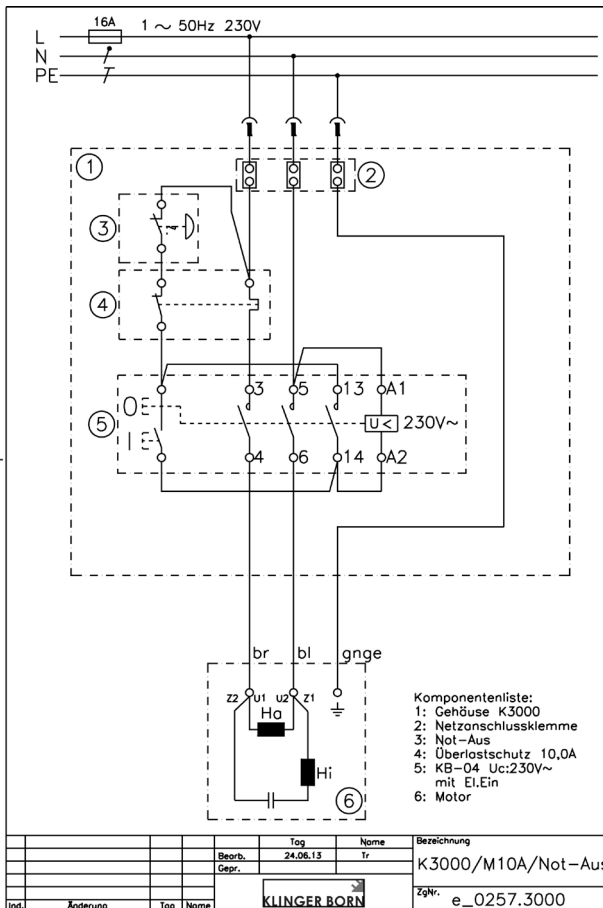 16A 1 ~ 50Hz 230V
L
N
PE
1
2
3
4
3 5 13 A1
O
5 U< 230V~
I
4 6 14 A2
br bl gnge
Z2 U1 U2 Z1
Ha
Hi
6
Komponentenliste:
1: Gehäuse K3000
2: Netzanschlussklemme
3: Not-Aus
4: Überlastschutz 10,0A
5: KB-04 Uc:230V~
mit El.Ein
6: Motor
Tag Name Bezeichnung
Bearb. 24.06.13 Tr
K3000/M10A/Not-Aus
Gepr.
KLINGER BORN
ZgNr. e_0257.3000
Ind. Änderung Tag Name